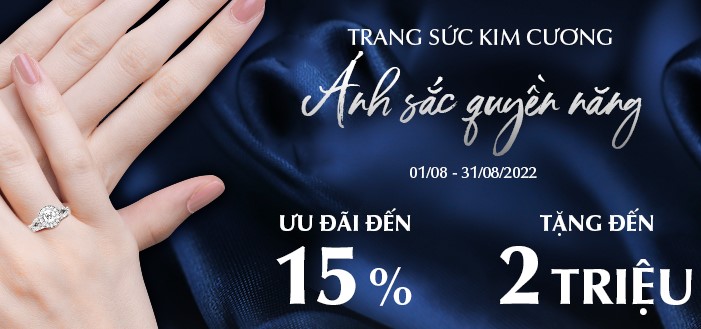 TRANG SỨC KIM CƯƠNG
Ánh sắc quyền năng
01/08 - 31/08/2022
ƯU ĐÃI ĐẾN
15%
TẶNG ĐẾN
2 TRIỆU